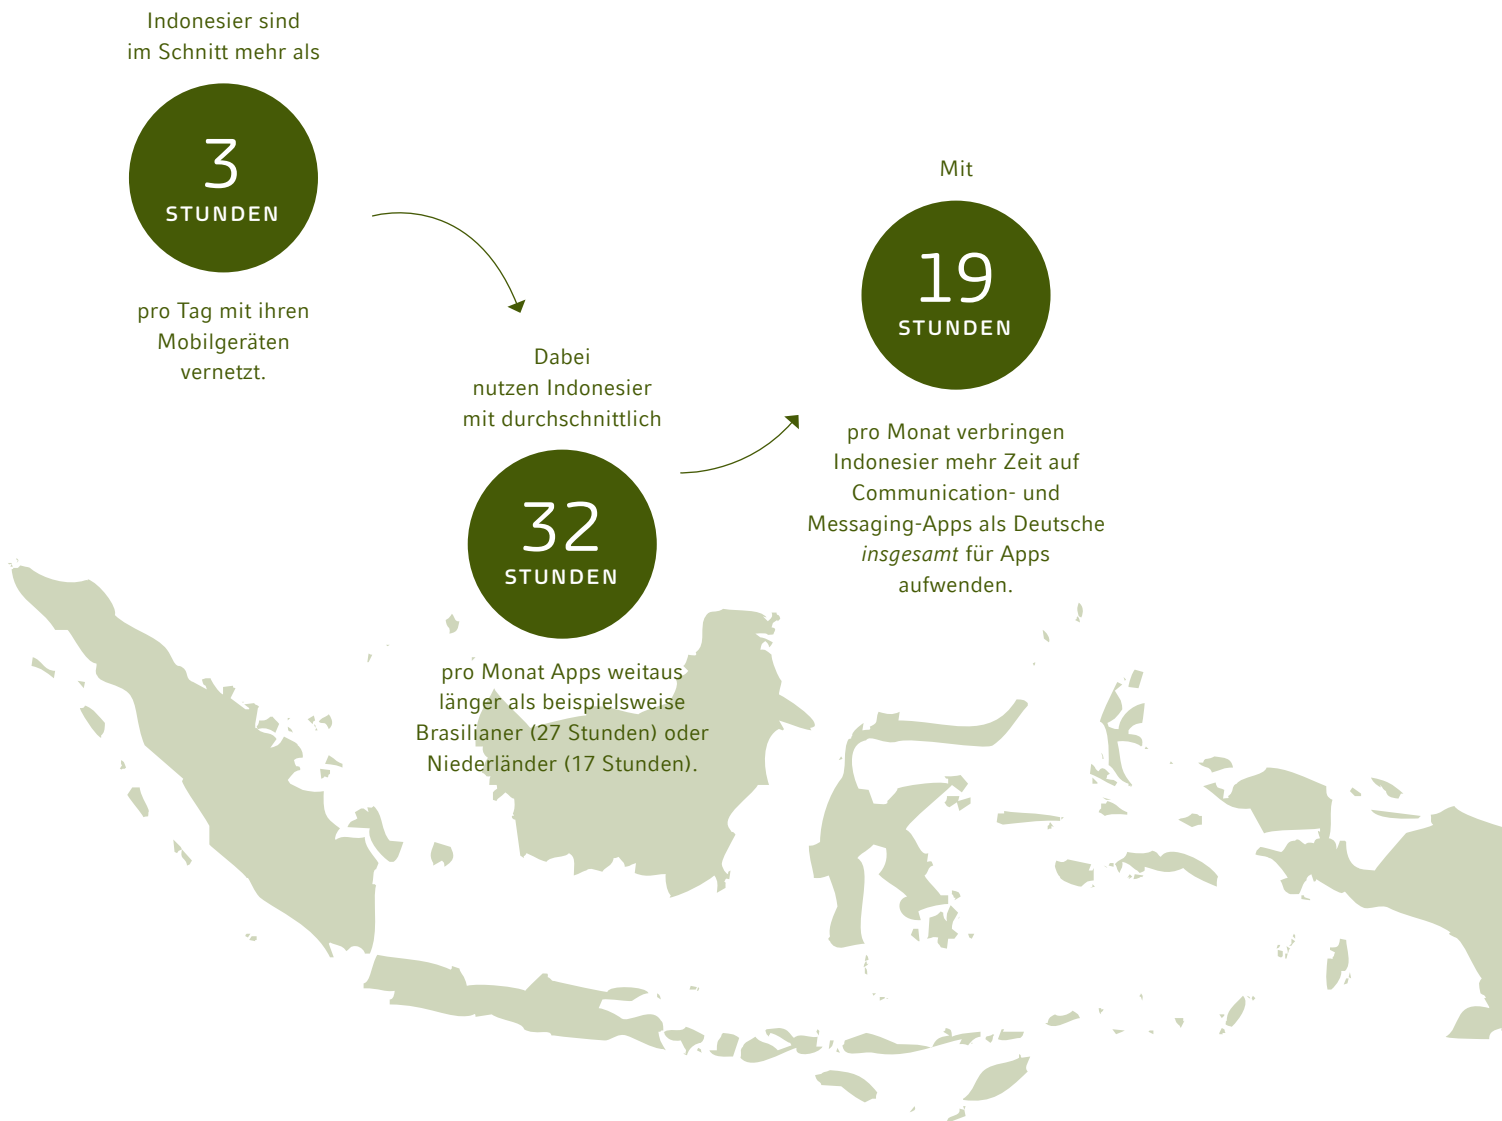 Indonesier sind
im Schnitt mehr als
3
STUNDEN
pro Tag mit ihren
Mobilgeräten
vernetzt.
Dabei
nutzen Indonesier
mit durchschnittlich
32
STUNDEN
pro Monat Apps weitaus
länger als beispielsweise
Brasilianer (27 Stunden) oder
Niederländer (17 Stunden).
Mit
19
STUNDEN
pro Monat verbringen
Indonesier mehr Zeit auf
Communication- und
Messaging-Apps als Deutsche
insgesamt für Apps
aufwenden.